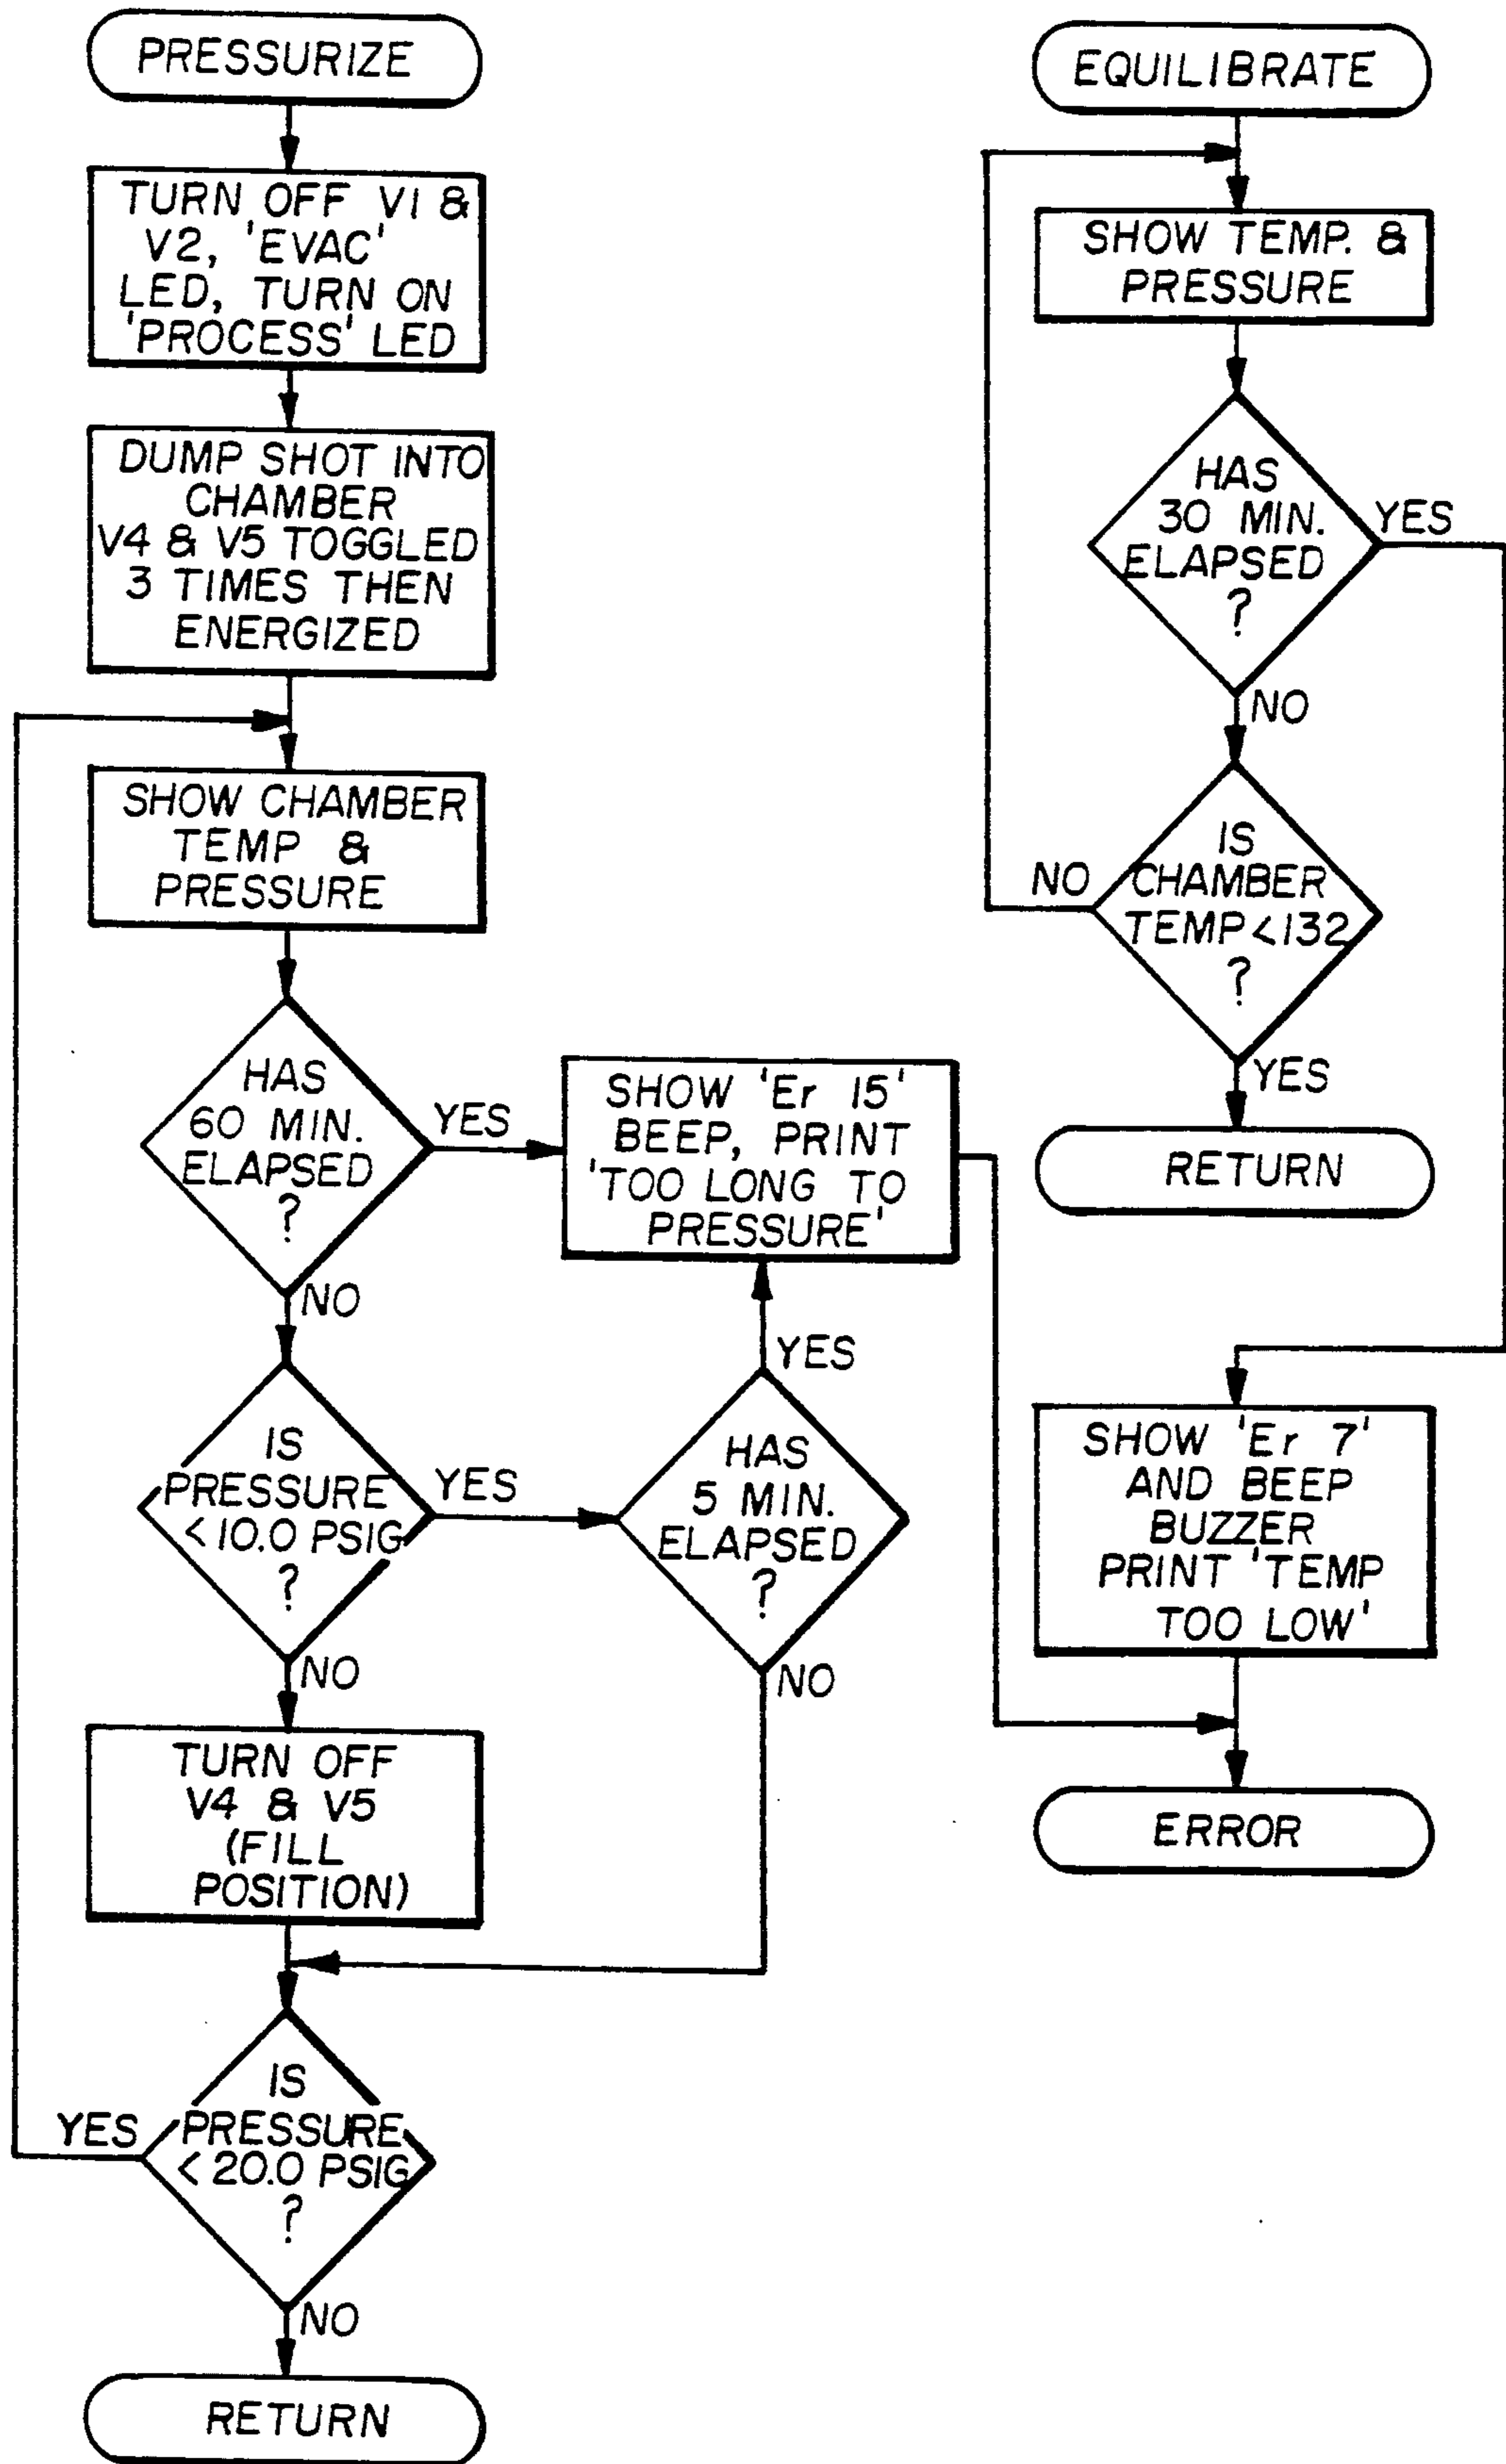 PRESSURIZE
TURN OFF V1 &
V2, 'EVAC'
LED, TURN ON
'PROCESS' LED
DUMP SHOT INTO
CHAMBER
V4 & V5 TOGGLED
3 TIMES THEN
ENERGIZED
SHOW CHAMBER
TEMP &
PRESSURE
HAS
60 MIN.
ELAPSED
?
YES
NO
SHOW 'Er 15'
BEEP, PRINT
'TOO LONG TO
PRESSURE'
IS
PRESSURE
<10.0 PSIG
?
YES
NO
HAS
5 MIN.
ELAPSED
?
YES
NO
TURN OFF
V4 & V5
(FILL
POSITION)
IS
PRESSURE
<20.0 PSIG
?
YES
NO
RETURN
EQUILIBRATE
SHOW TEMP. &
PRESSURE
HAS
30 MIN.
ELAPSED
?
YES
NO
IS
CHAMBER
TEMP<132
?
NO
YES
RETURN
SHOW 'Er 7'
AND BEEP
BUZZER
PRINT 'TEMP
TOO LOW'
ERROR